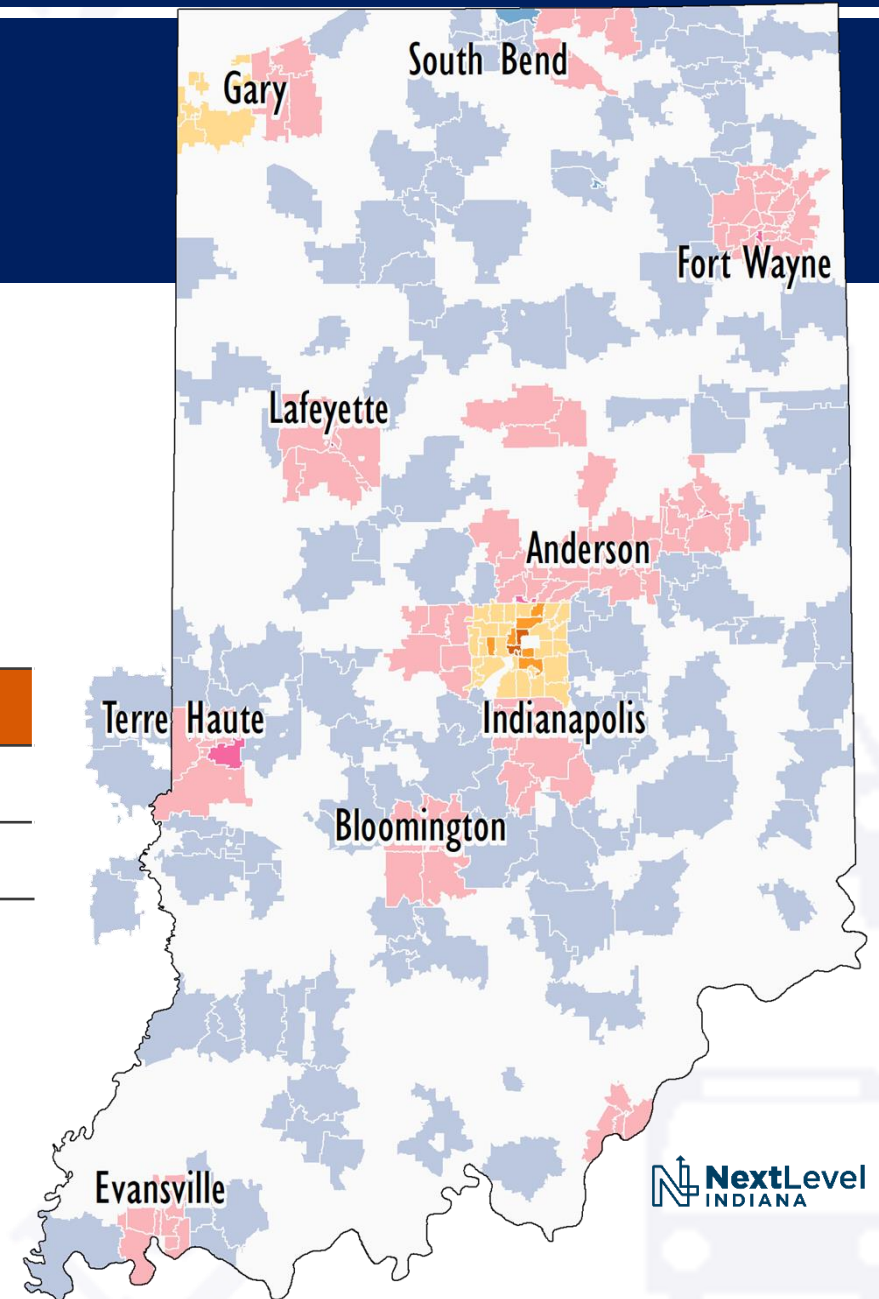 South Bend
Gary
Fort Wayne
Lafeyette
Anderson
Terre Haute
Indianapolis
Bloomington
Evansville
NextLevel
INDIANA